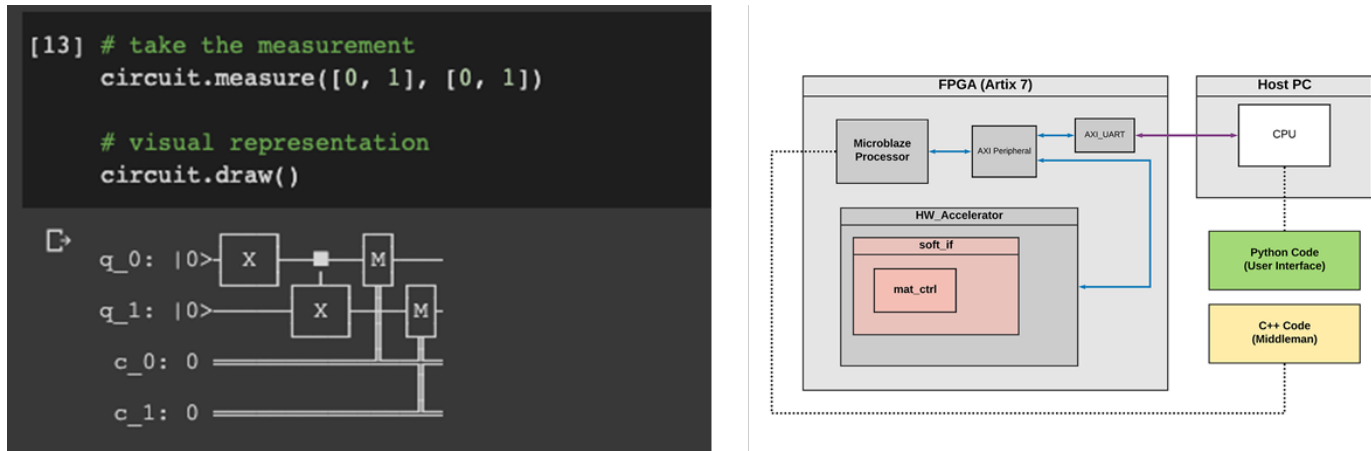 [13] # take the measurement
circuit.measure([0, 1], [0, 1])
# visual representation
circuit.draw()
q_0: |0> X M
q_1: |0> X M
c_0: 0
c_1: 0
FPGA (Artix 7)
Microblaze
Processor
AXI Peripheral
AXI_UART
HW_Accelerator
soft_if
mat_ctrl
Host PC
CPU
Python Code
(User Interface)
C++ Code
(Middleman)